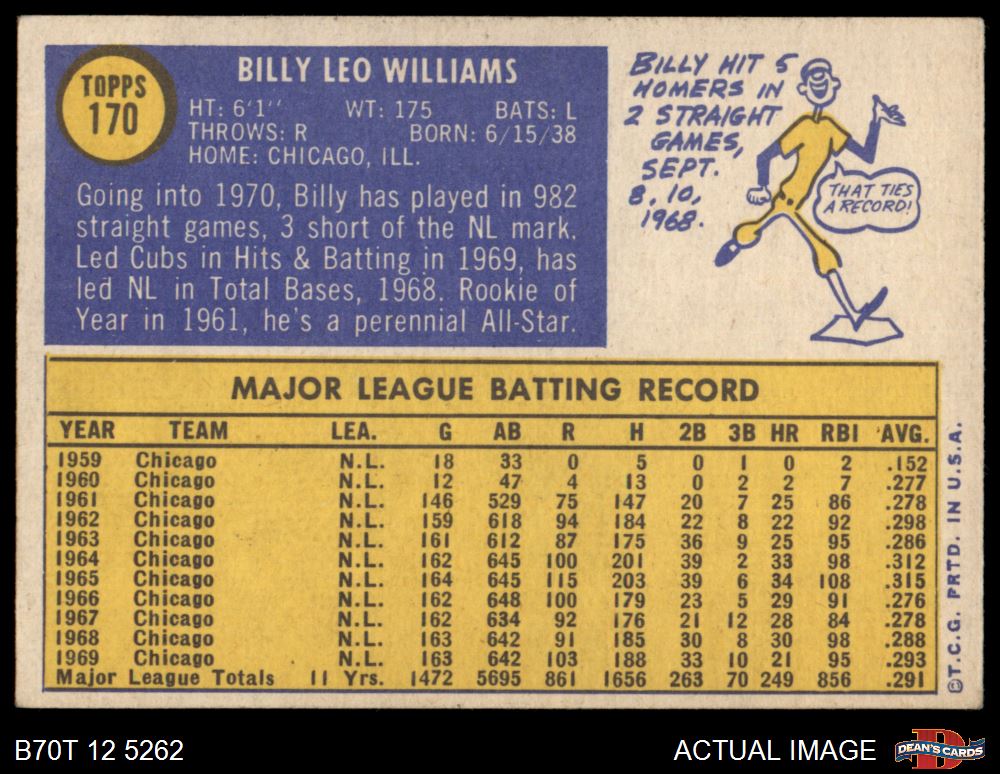 TOPPS
170
BILLY LEO WILLIAMS
HT: 6'1'' WT: 175 BATS: L
THROWS: R BORN: 6/15/38
HOME: CHICAGO, ILL.
Going into 1970, Billy has played in 982
straight games, 3 short of the NL mark.
Led Cubs in Hits & Batting in 1969, has
led NL in Total Bases, 1968. Rookie of
Year in 1961, he's a perennial All-Star.
BILLY HIT 5
HOMERS IN
2 STRAIGHT
GAMES,
SEPT.
8, 10,
1968.
THAT TIES
A RECORD!
MAJOR LEAGUE BATTING RECORD
YEAR TEAM LEA. G AB R H 2B 3B HR RBI AVG.
1959 Chicago N.L. 18 33 0 5 0 1 0 2 .152
1960 Chicago N.L. 12 47 4 13 0 2 2 7 .277
1961 Chicago N.L. 146 529 75 147 20 7 25 86 .278
1962 Chicago N.L. 159 618 94 184 22 8 22 92 .298
1963 Chicago N.L. 161 612 87 175 36 9 25 95 .286
1964 Chicago N.L. 162 645 100 201 39 2 33 98 .312
1965 Chicago N.L. 164 645 115 203 39 6 34 108 .315
1966 Chicago N.L. 162 648 100 179 23 5 29 91 .276
1967 Chicago N.L. 162 634 92 176 21 12 28 84 .278
1968 Chicago N.L. 163 642 91 185 30 8 30 98 .288
1969 Chicago N.L. 163 642 103 188 33 10 21 95 .293
Major League Totals 11 Yrs. 1472 5695 861 1656 263 70 249 856 .291
©T.C.G. PRTD. IN U.S.A.
B70T 12 5262
ACTUAL IMAGE
D
DEAN'S CARDS